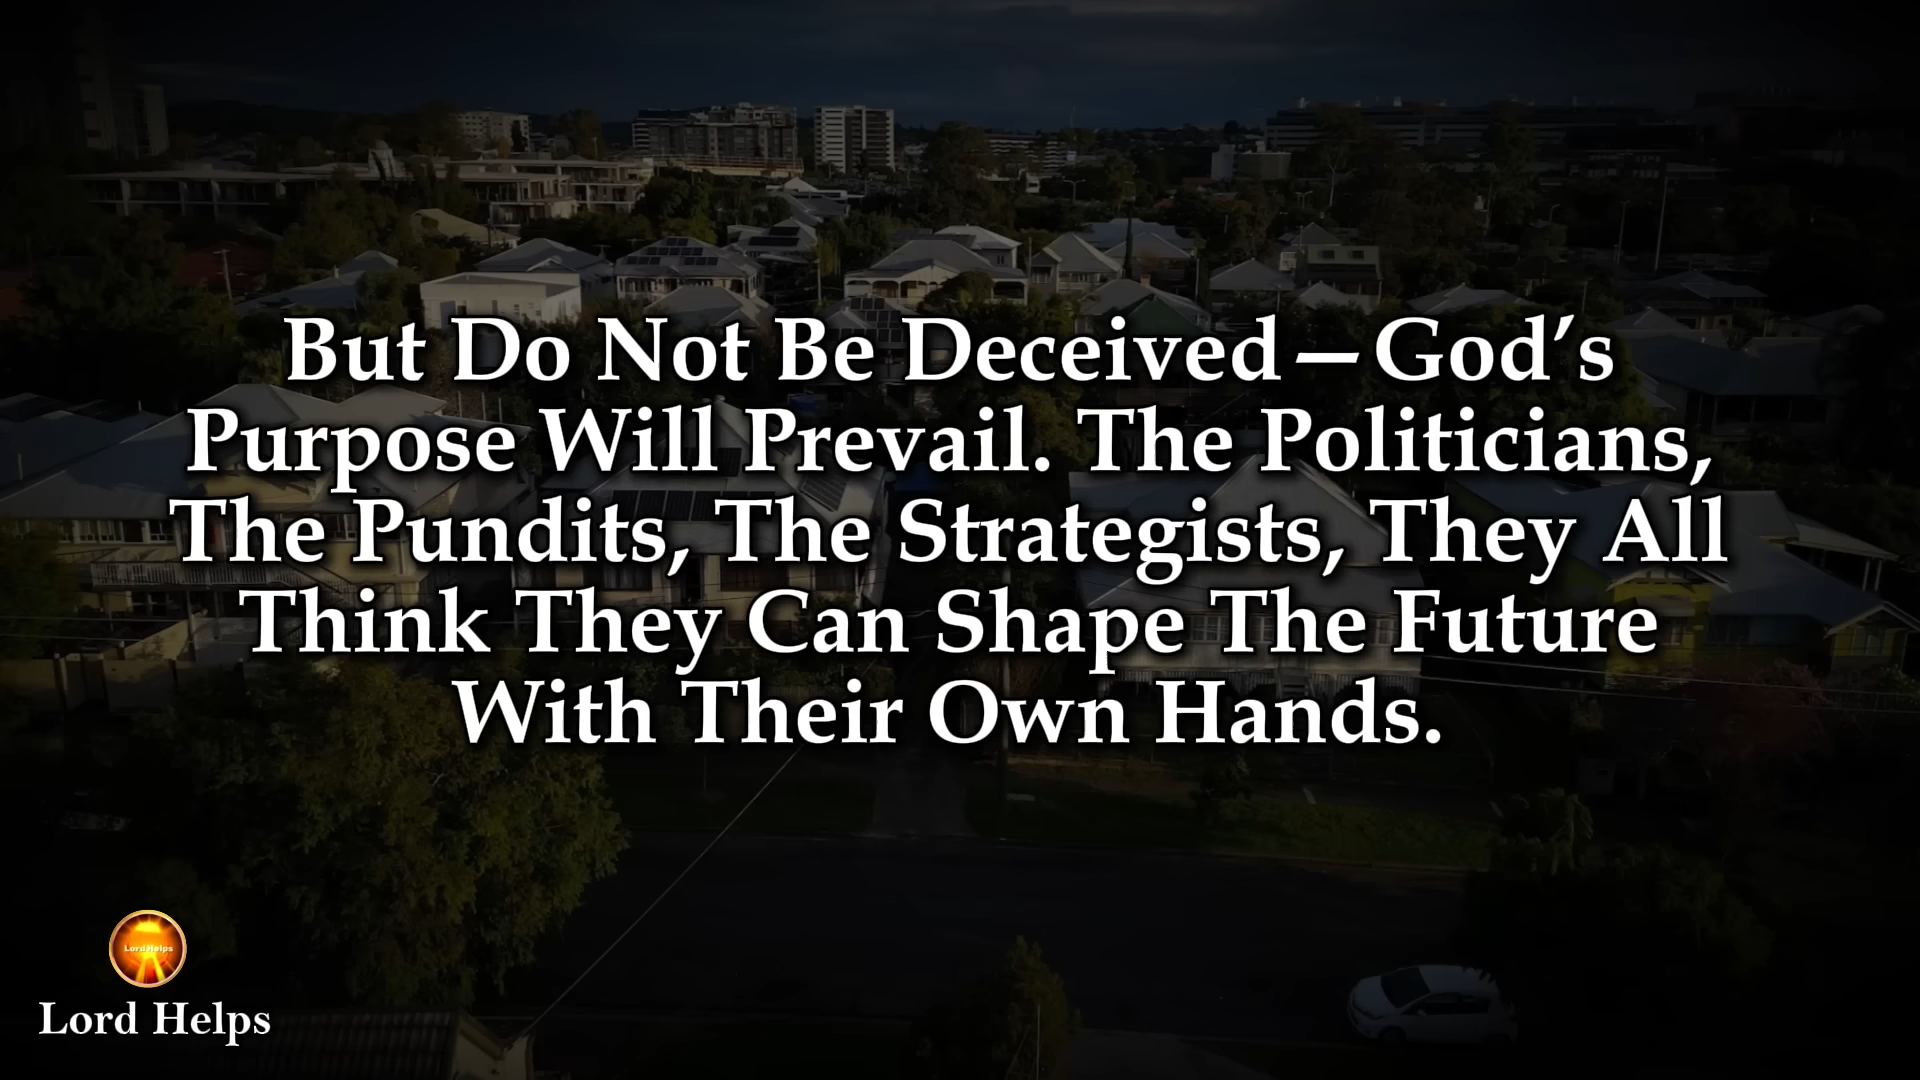 But Do Not Be Deceived—God’s
Purpose Will Prevail. The Politicians,
The Pundits, The Strategists, They All
Think They Can Shape The Future
With Their Own Hands.
Lord Helps
Lord Helps